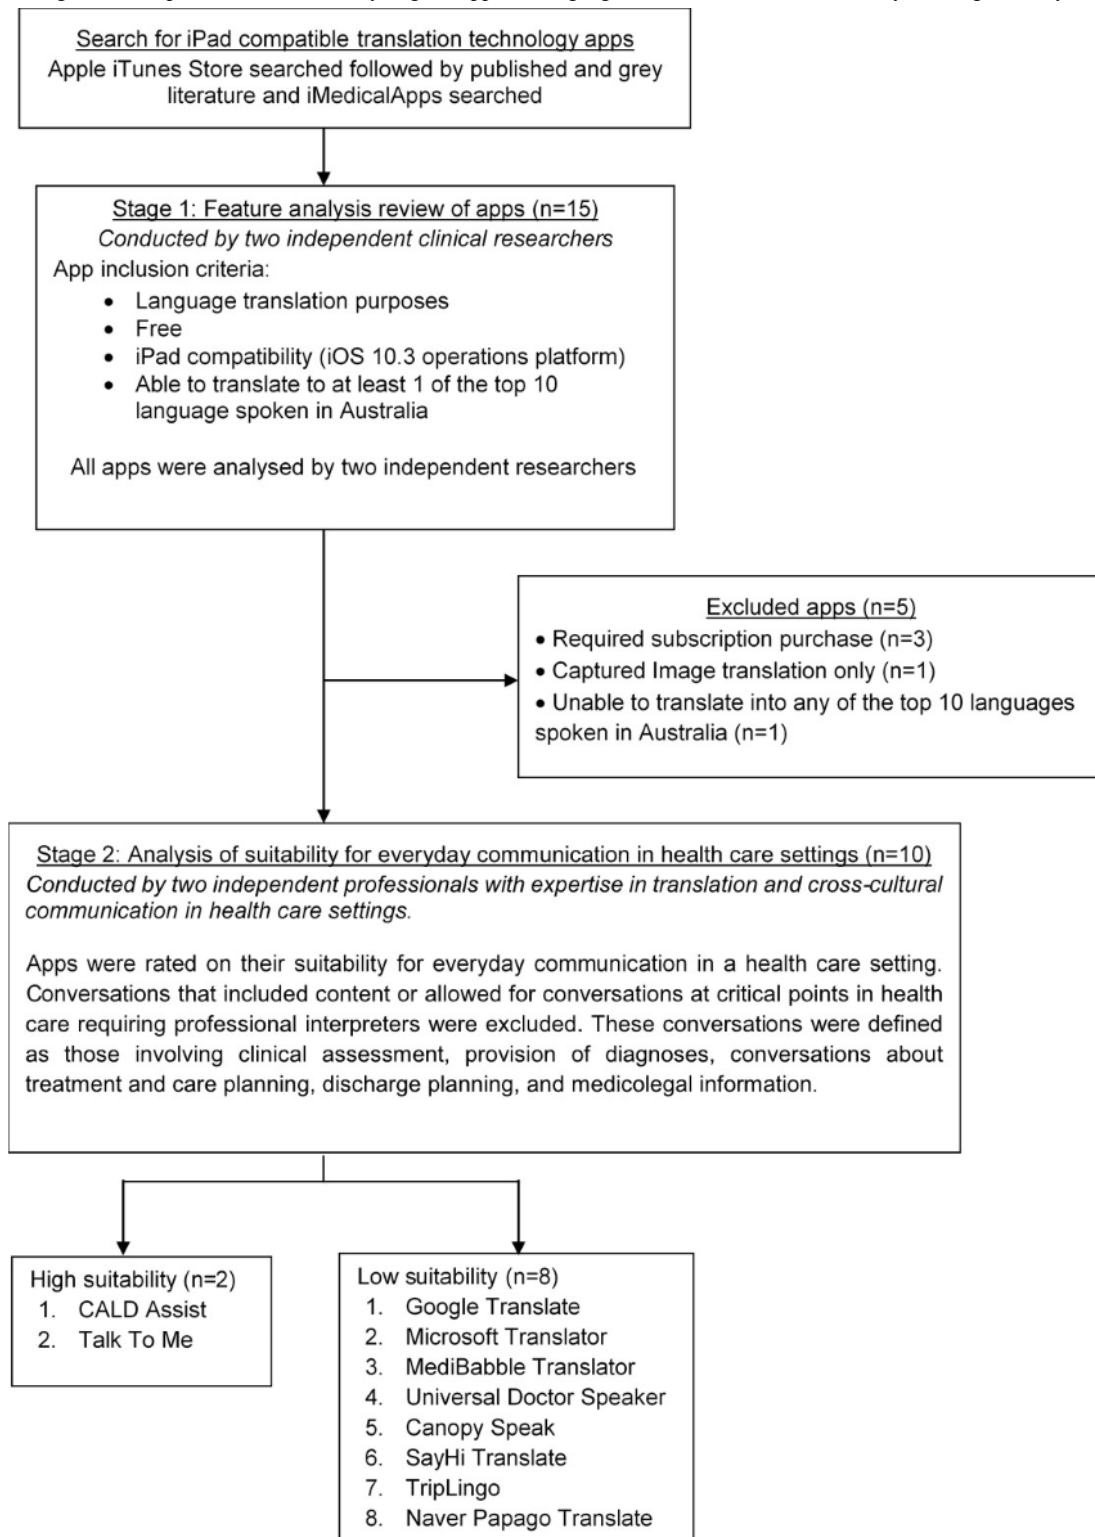 Search for iPad compatible translation technology apps
Apple iTunes Store searched followed by published and grey
literature and iMedicalApps searched
Stage 1: Feature analysis review of apps (n=15)
Conducted by two independent clinical researchers
App inclusion criteria:
• Language translation purposes
• Free
• iPad compatibility (iOS 10.3 operations platform)
• Able to translate to at least 1 of the top 10
language spoken in Australia
All apps were analysed by two independent researchers
Excluded apps (n=5)
• Required subscription purchase (n=3)
• Captured Image translation only (n=1)
• Unable to translate into any of the top 10 languages
spoken in Australia (n=1)
Stage 2: Analysis of suitability for everyday communication in health care settings (n=10)
Conducted by two independent professionals with expertise in translation and cross-cultural
communication in health care settings.
Apps were rated on their suitability for everyday communication in a health care setting.
Conversations that included content or allowed for conversations at critical points in health
care requiring professional interpreters were excluded. These conversations were defined
as those involving clinical assessment, provision of diagnoses, conversations about
treatment and care planning, discharge planning, and medicolegal information.
High suitability (n=2)
1. CALD Assist
2. Talk To Me
Low suitability (n=8)
1. Google Translate
2. Microsoft Translator
3. MediBabble Translator
4. Universal Doctor Speaker
5. Canopy Speak
6. SayHi Translate
7. TripLingo
8. Naver Papago Translate